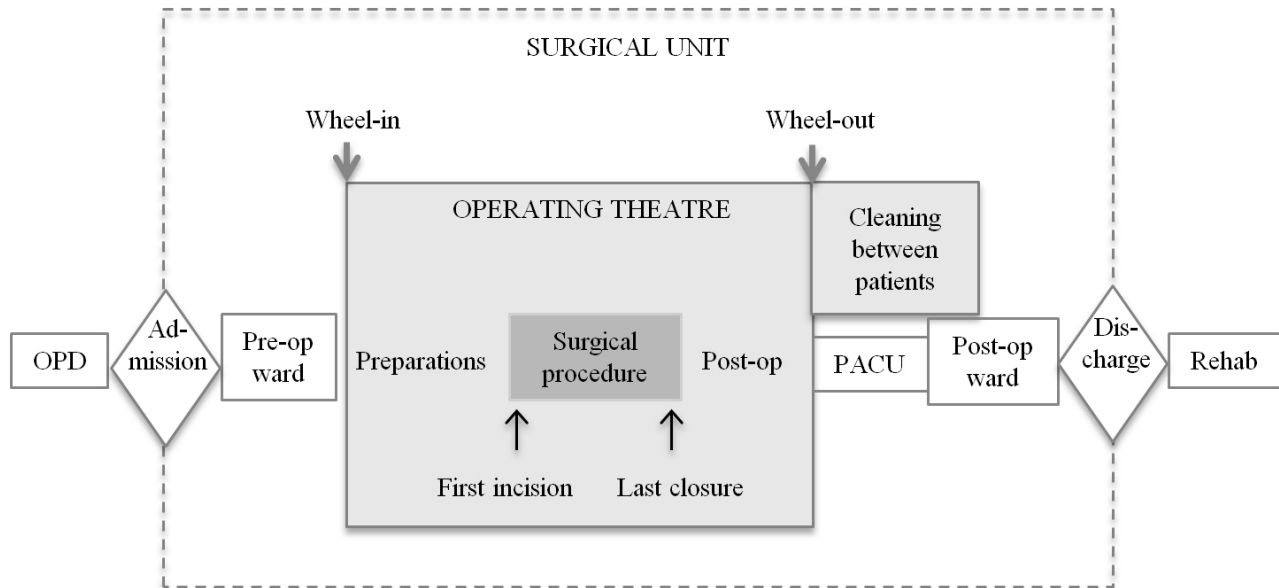 SURGICAL UNIT
Wheel-in
Wheel-out
OPERATING THEATRE
Cleaning
between
patients
OPD
Ad-
mission
Pre-op
ward
Preparations
Surgical
procedure
Post-op
PACU
Post-op
ward
Dis-
charge
Rehab
First incision
Last closure